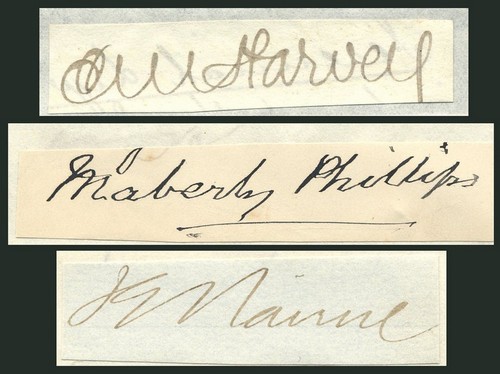 E M Harvey
Maberly Phillips
J G Nairne